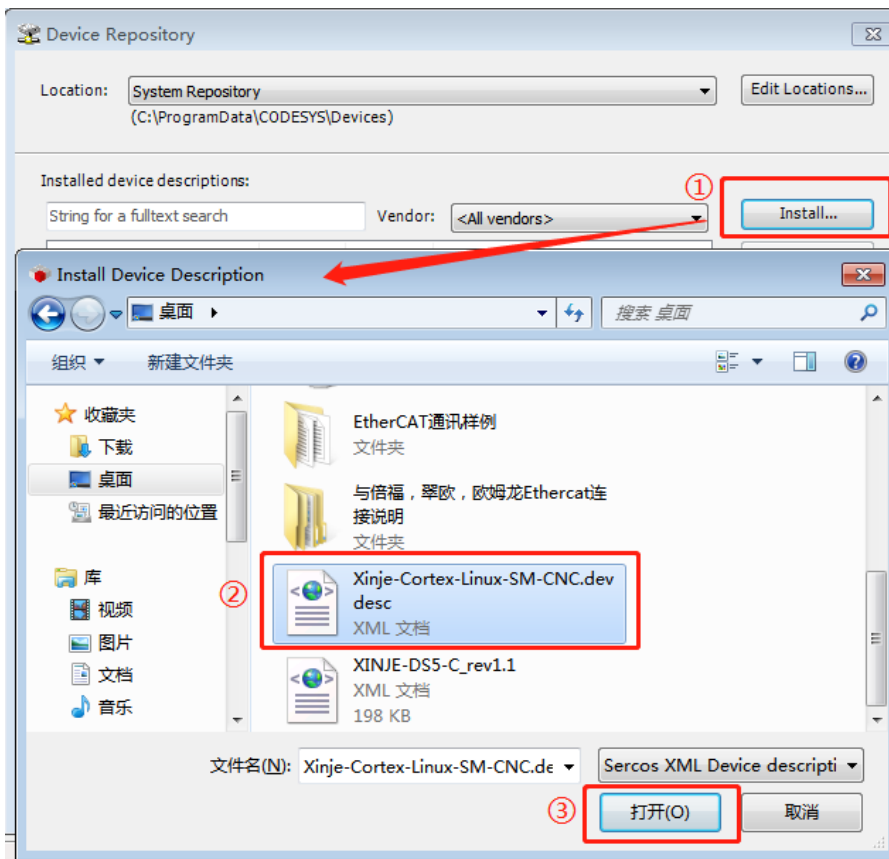 Device Repository
Location: System Repository Edit Locations...
(C:\ProgramData\CODESYS\Devices)
Installed device descriptions:
①
String for a fulltext search Vendor: <All vendors> Install...
Install Device Description
桌面 搜索 桌面
组织 新建文件夹
收藏夹
下载
桌面
最近访问的位置
库
视频
图片
文档
音乐
EtherCAT通讯样例
文件夹
与倍福，翠欧，欧姆龙Ethercat连
接说明
文件夹
②
Xinje-Cortex-Linux-SM-CNC.dev
desc
XML 文档
XINJE-DS5-C_rev1.1
XML 文档
198 KB
文件名(N): Xinje-Cortex-Linux-SM-CNC.de Sercos XML Device descripti
③ 打开(O) 取消